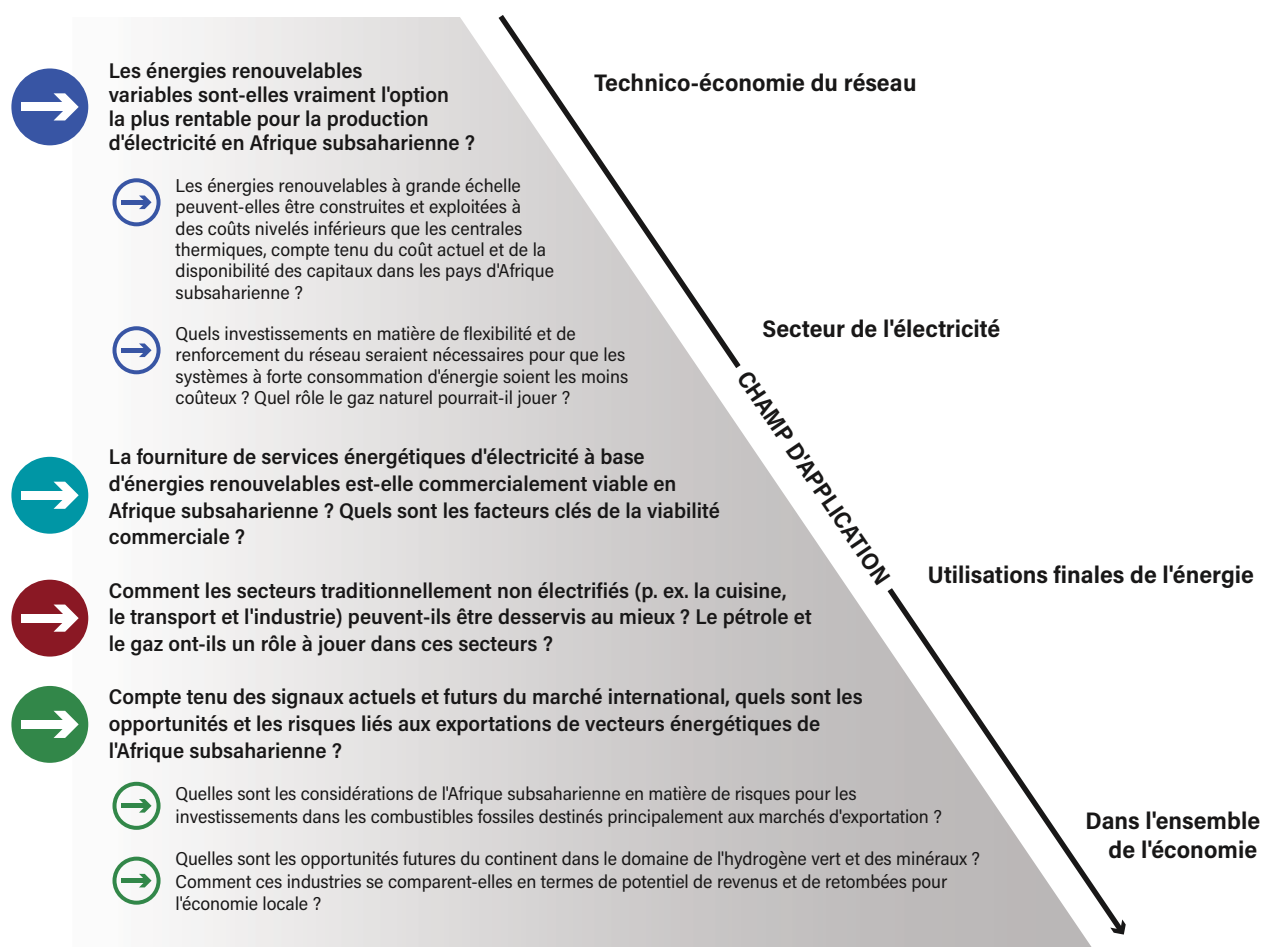 Les énergies renouvelables
variables sont-elles vraiment l'option
la plus rentable pour la production
d'électricité en Afrique subsaharienne ?
Les énergies renouvelables à grande échelle
peuvent-elles être construites et exploitées à
des coûts nivelés inférieurs que les centrales
thermiques, compte tenu du coût actuel et de la
disponibilité des capitaux dans les pays d'Afrique
subsaharienne ?
Quels investissements en matière de flexibilité et de
renforcement du réseau seraient nécessaires pour que les
systèmes à forte consommation d'énergie soient les moins
coûteux ? Quel rôle le gaz naturel pourrait-il jouer ?
La fourniture de services énergétiques d'électricité à base
d'énergies renouvelables est-elle commercialement viable en
Afrique subsaharienne ? Quels sont les facteurs clés de la viabilité
commerciale ?
Comment les secteurs traditionnellement non électrifiés (p. ex. la cuisine,
le transport et l'industrie) peuvent-ils être desservis au mieux ? Le pétrole et
le gaz ont-ils un rôle à jouer dans ces secteurs ?
Compte tenu des signaux actuels et futurs du marché international, quels sont les
opportunités et les risques liés aux exportations de vecteurs énergétiques de
l'Afrique subsaharienne ?
Quelles sont les considérations de l'Afrique subsaharienne en matière de risques pour les
investissements dans les combustibles fossiles destinés principalement aux marchés d'exportation ?
Quelles sont les opportunités futures du continent dans le domaine de l'hydrogène vert et des minéraux ?
Comment ces industries se comparent-elles en termes de potentiel de revenus et de retombées pour
l'économie locale ?
CHAMP D'APPLICATION
Technico-économie du réseau
Secteur de l'électricité
Utilisations finales de l'énergie
Dans l'ensemble
de l'économie